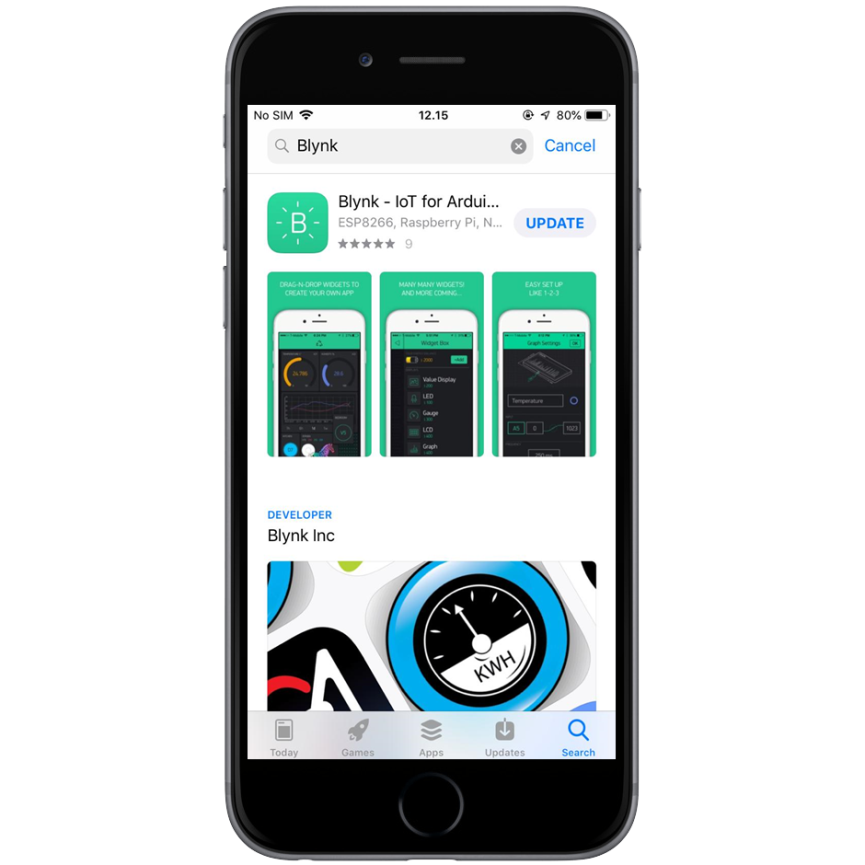 No SIM 12.15 80%
Blynk Cancel
Blynk - IoT for Ardui...
ESP8266, Raspberry Pi, N...
UPDATE
9
B
DRAG-N-DROP WIDGETS TO
CREATE YOUR OWN APP
MANY MANY WIDGETS!
AND MORE COMING...
EASY SET UP
LIKE 1-2-3
Widget Box
Value Display
LED
Gauge
LCD
Graph
Graph Settings
OK
Temperature
0
1023
DEVELOPER
Blynk Inc
KWH
Today Games Apps Updates Search